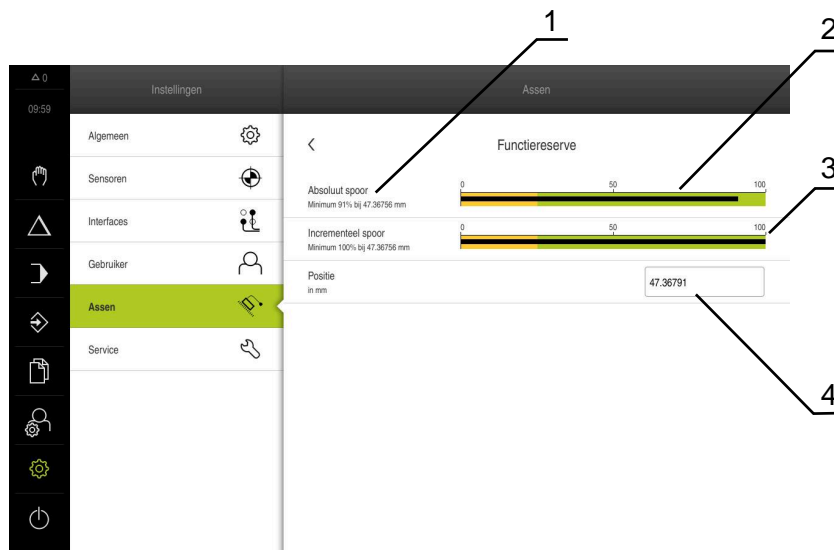 1
2
△ 0
Instellingen
Assen
09:59
Algemeen
Functiereserve
Sensoren
Absoluut spoor
Minimum 91% bij 47.36756 mm
0 50 100
3
Interfaces
Incrementeel spoor
Minimum 100% bij 47.36756 mm
0 50 100
Gebruiker
Positie
in mm
47.36791
Assen
Service
4